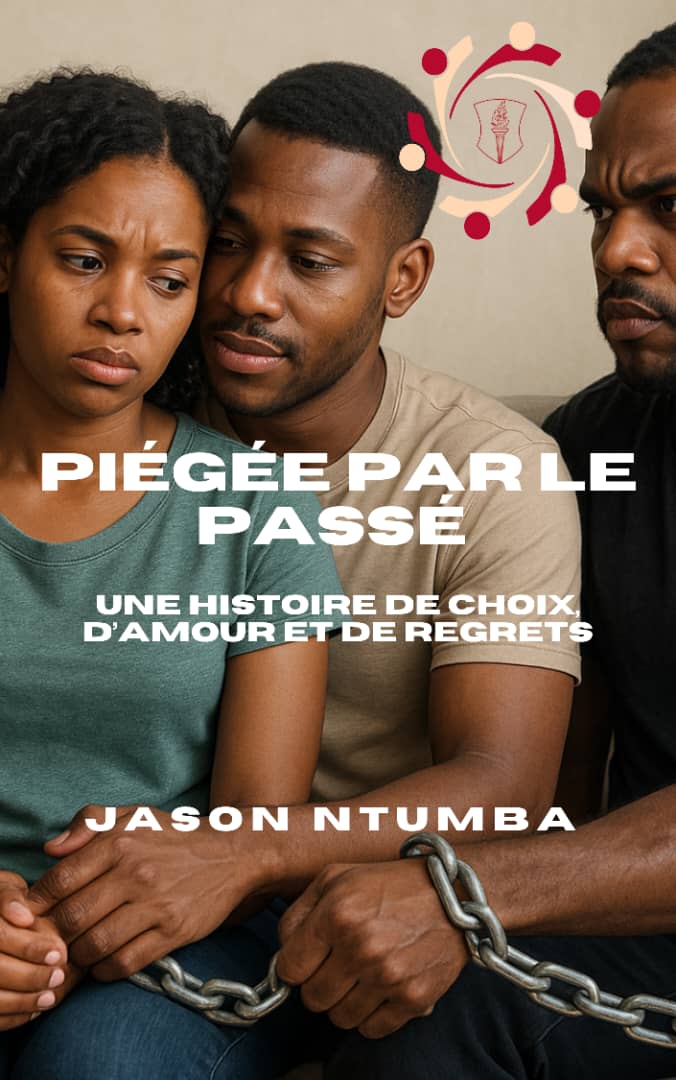 PIÉGÉE PAR LE
PASSÉ
UNE HISTOIRE DE CHOIX,
D’AMOUR ET DE REGRETS
JASON NTUMBA